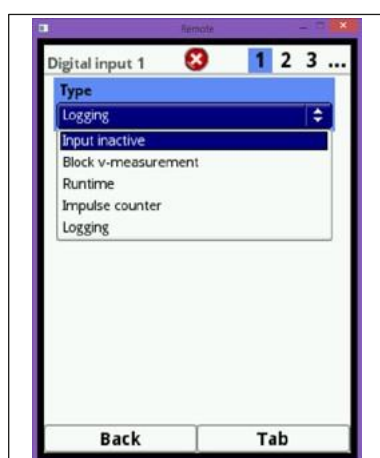 Remote
Digital input 1 1 2 3 ...
Type
Logging
Input inactive
Block v-measurement
Runtime
Impulse counter
Logging
Back Tab